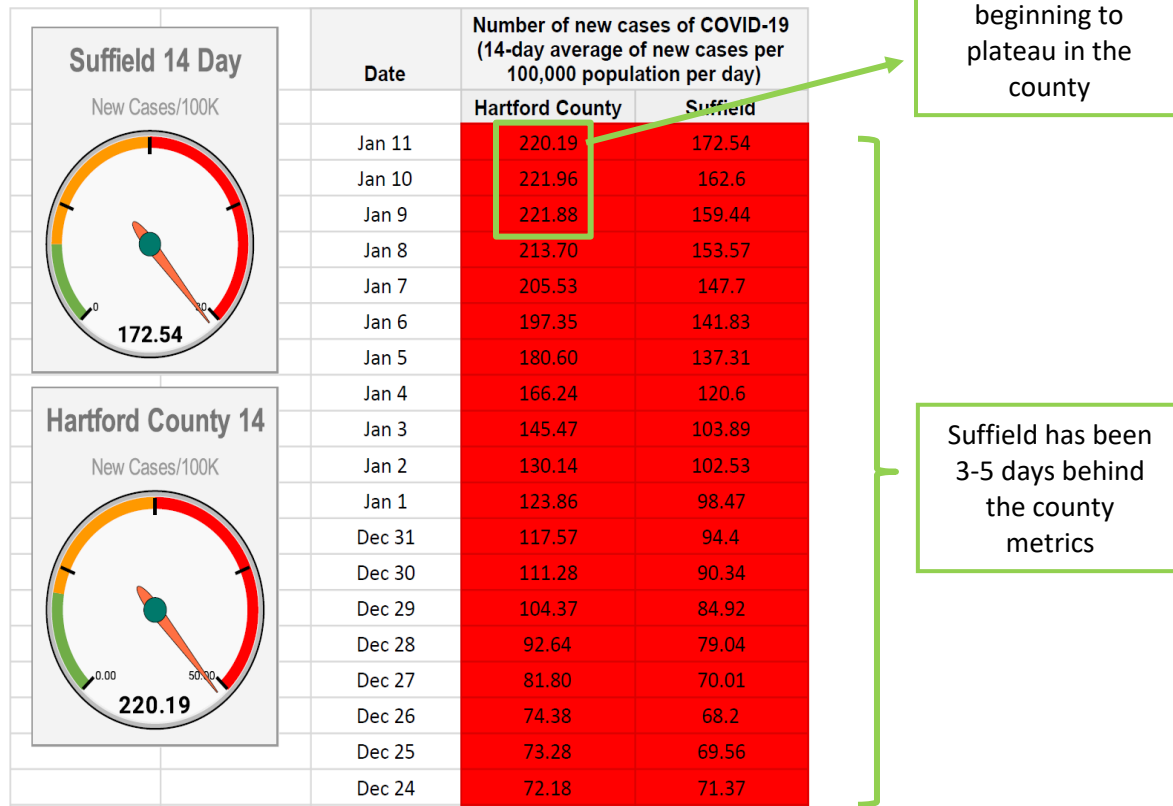 Suffield 14 Day
New Cases/100K
0
30
172.54
Hartford County 14
New Cases/100K
0.00
50.00
220.19
Date
Number of new cases of COVID-19
(14-day average of new cases per
100,000 population per day)
Hartford County Suffield
Jan 11 220.19 172.54
Jan 10 221.96 162.6
Jan 9 221.88 159.44
Jan 8 213.70 153.57
Jan 7 205.53 147.7
Jan 6 197.35 141.83
Jan 5 180.60 137.31
Jan 4 166.24 120.6
Jan 3 145.47 103.89
Jan 2 130.14 102.53
Jan 1 123.86 98.47
Dec 31 117.57 94.4
Dec 30 111.28 90.34
Dec 29 104.37 84.92
Dec 28 92.64 79.04
Dec 27 81.80 70.01
Dec 26 74.38 68.2
Dec 25 73.28 69.56
Dec 24 72.18 71.37
beginning to
plateau in the
county
Suffield has been
3-5 days behind
the county
metrics